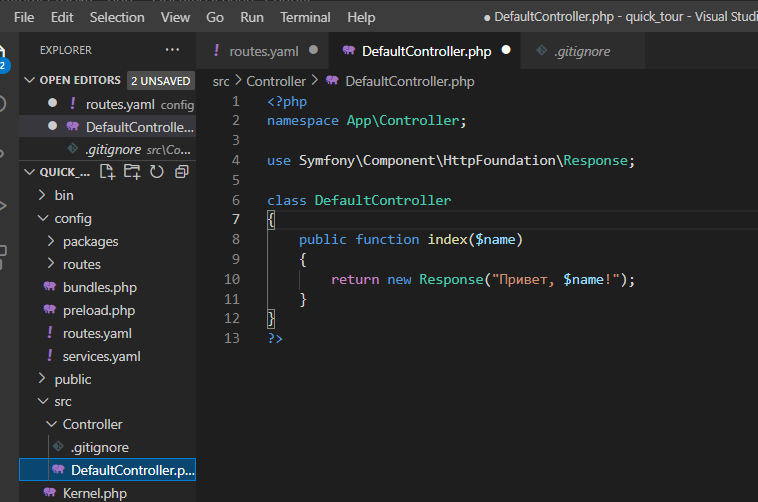 File Edit Selection View Go Run Terminal Help ● DefaultController.php - quick_tour - Visual Studi
EXPLORER ...
OPEN EDITORS 2 UNSAVED
! routes.yaml config
DefaultControlle...
.gitignore src\Co...
QUICK_...
bin
config
packages
routes
bundles.php
preload.php
! routes.yaml
! services.yaml
public
src
Controller
.gitignore
DefaultController.p...
Kernel.php
2
! routes.yaml ● DefaultController.php ● .gitignore
src > Controller > DefaultController.php
1 <?php
2 namespace App\Controller;
3
4 use Symfony\Component\HttpFoundation\Response;
5
6 class DefaultController
7 {
8 public function index($name)
9 {
10 return new Response("Привет, $name!");
11 }
12 }
13 ?>